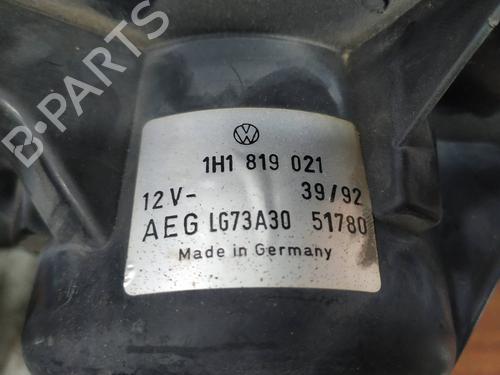 B-PARTS
1H1 819 021
12V- 39/92
AEG LG73A30 51780
Made in Germany